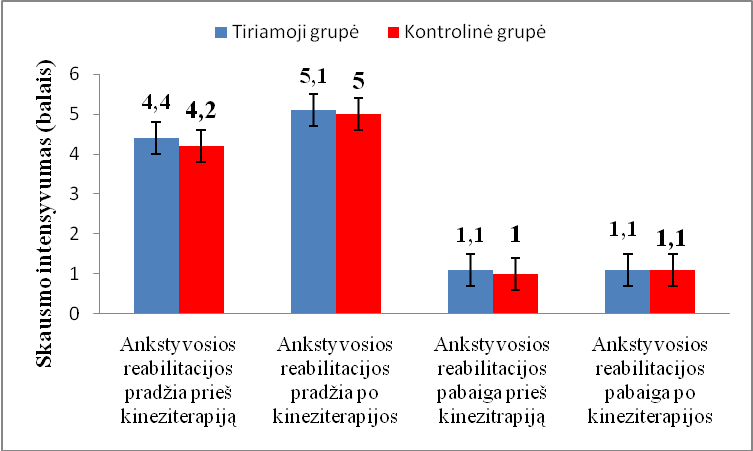 Tiriamoji grupė
Kontrolinė grupė
Skausmo intensyvumas (balais)
6
5
4
3
2
1
0
4,4
4,2
5,1
5
1,1
1
1,1
1,1
Ankstyvosios
reabilitacijos
pradžia prieš
kineziterapiją
Ankstyvosios
reabilitacijos
pradžia po
kineziterapijos
Ankstyvosios
reabilitacijos
pabaiga prieš
kinezitrapiją
Ankstyvosios
reabilitacijos
pabaiga po
kineziterapijos